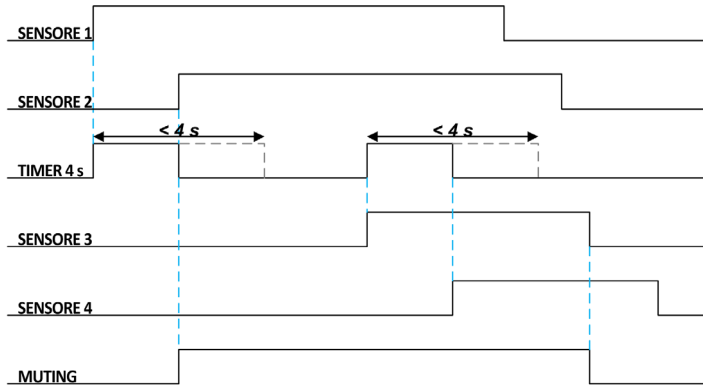 SENSORE 1
SENSORE 2
< 4 s
< 4 s
TIMER 4 s
SENSORE 3
SENSORE 4
MUTING